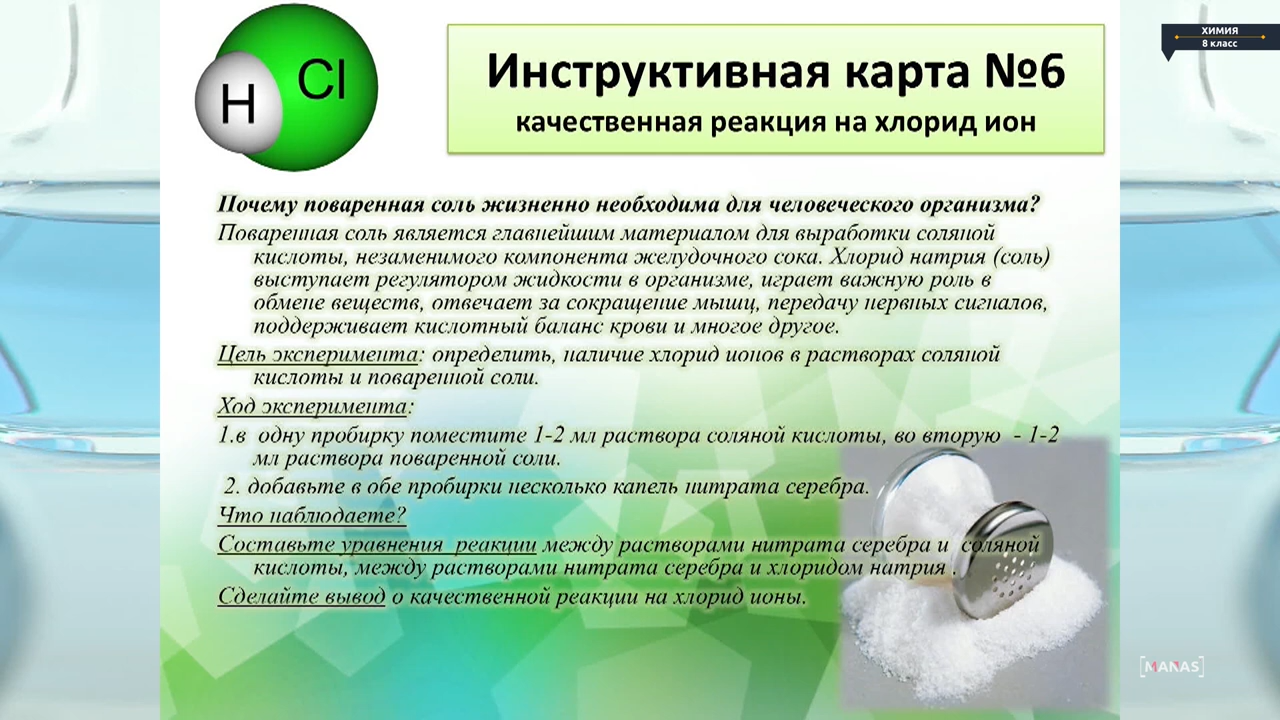 H Cl
Инструктивная карта №6
качественная реакция на хлорид ион
ХИМИЯ
8 класс
Почему поваренная соль жизненно необходима для человеческого организма?
Поваренная соль является главнейшим материалом для выработки соляной
кислоты, незаменимого компонента желудочного сока. Хлорид натрия (соль)
выступает регулятором жидкости в организме, играет важную роль в
обмене веществ, отвечает за сокращение мышц, передачу нервных сигналов,
поддерживает кислотный баланс крови и многое другое.
Цель эксперимента: определить, наличие хлорид ионов в растворах соляной
кислоты и поваренной соли.
Ход эксперимента:
1.в одну пробирку поместите 1-2 мл раствора соляной кислоты, во вторую - 1-2
мл раствора поваренной соли.
2. добавьте в обе пробирки несколько капель нитрата серебра.
Что наблюдаете?
Составьте уравнения реакции между растворами нитрата серебра и соляной
кислоты, между растворами нитрата серебра и хлоридом натрия .
Сделайте вывод о качественной реакции на хлорид ионы.
[MANAS]